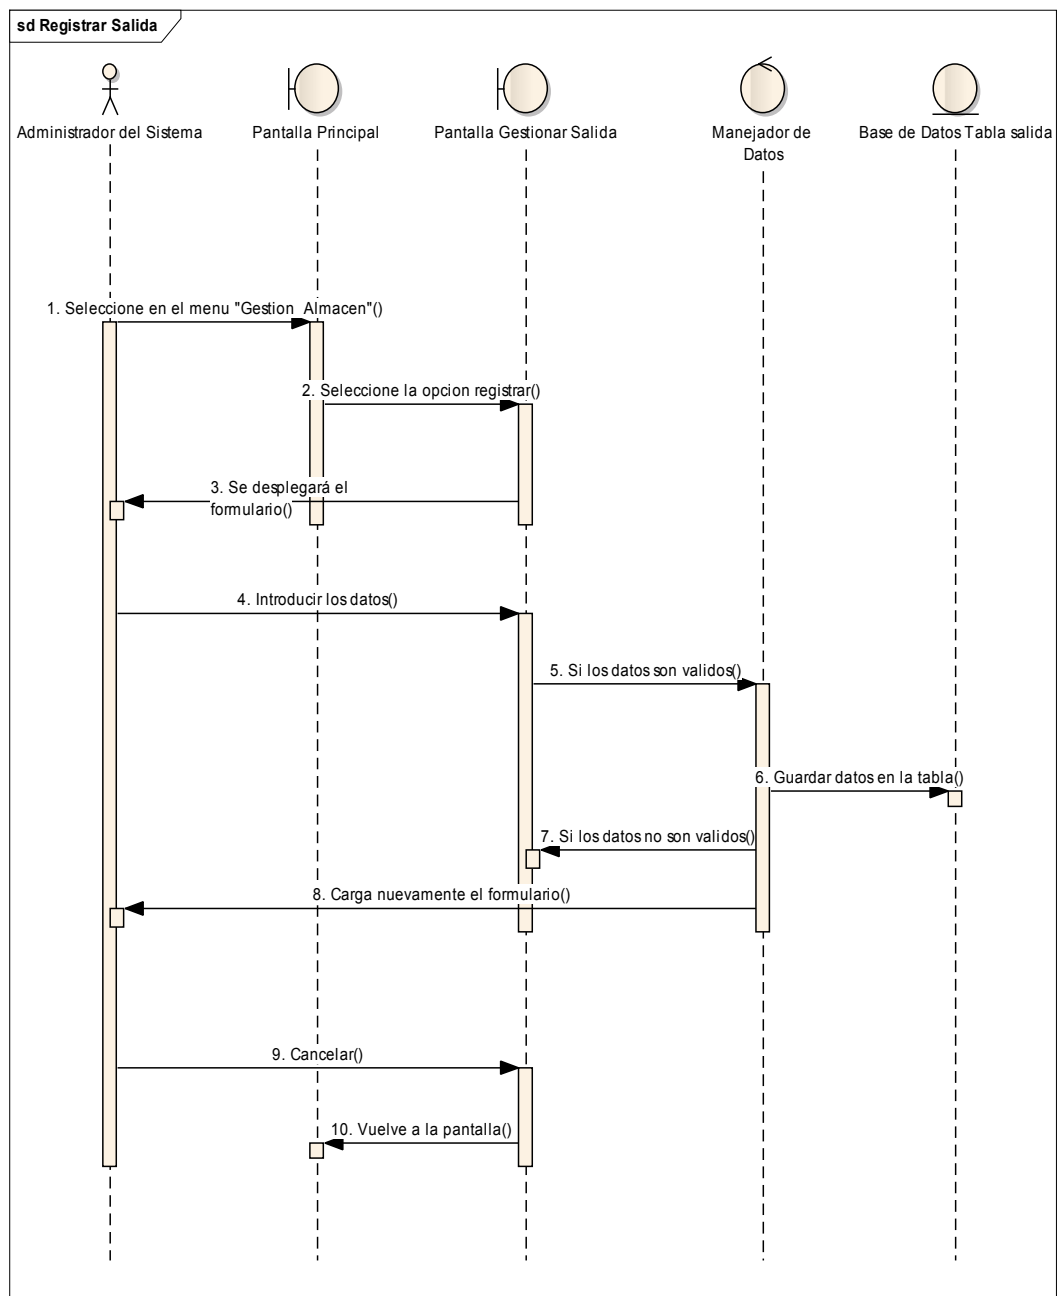 sd Registrar Salida
Administrador del Sistema
Pantalla Principal
Pantalla Gestionar Salida
Manejador de
Datos
Base de Datos Tabla salida
1. Seleccione en el menu "Gestion Almacen"()
2. Seleccione la opcion registrar()
3. Se desplegará el
formulario()
4. Introducir los datos()
5. Si los datos son validos()
6. Guardar datos en la tabla()
7. Si los datos no son validos()
8. Carga nuevamente el formulario()
9. Cancelar()
10. Vuelve a la pantalla()